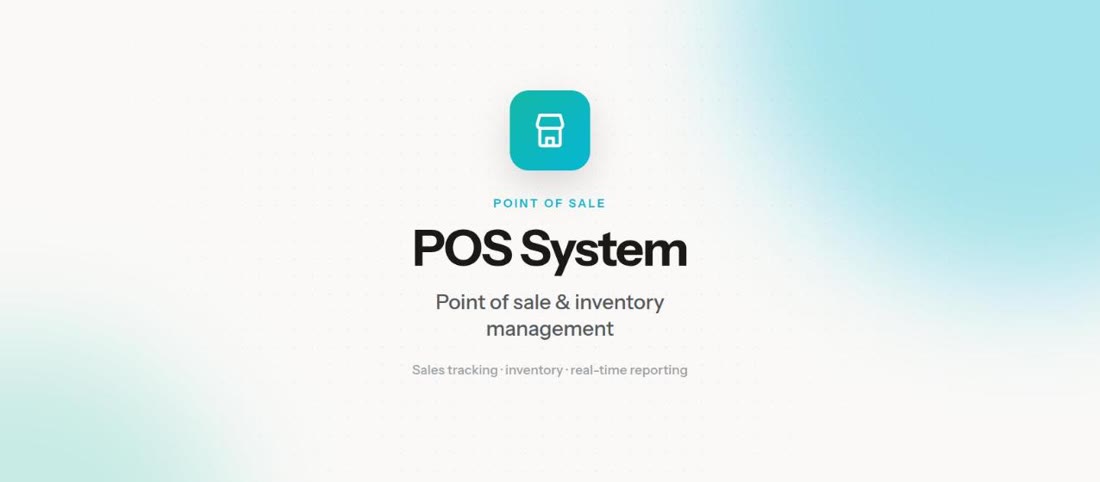 POINT OF SALE
POS System
Point of sale & inventory
management
Sales tracking · inventory · real-time reporting